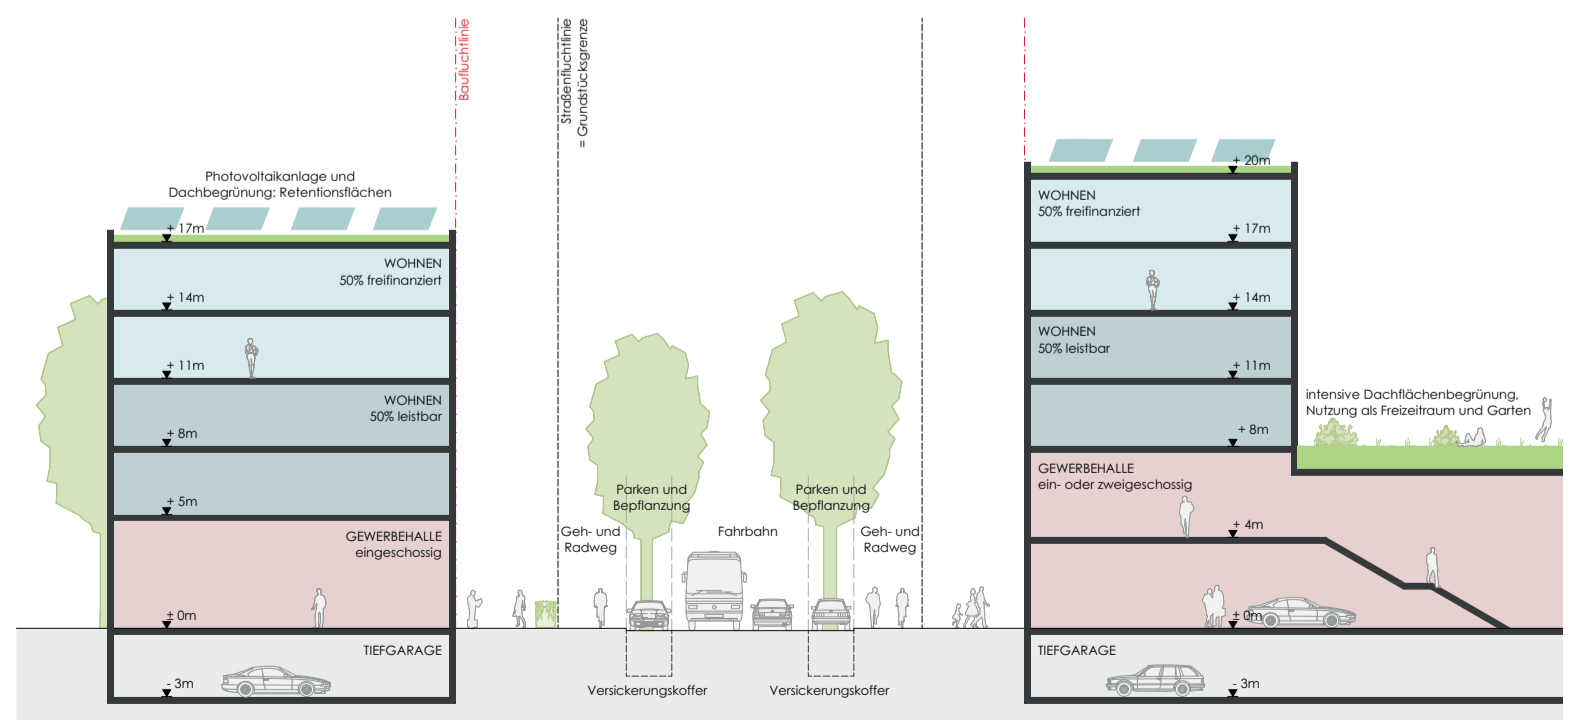 Baufluchtlinie
Straßenfluchtlinie
= Grundstücksgrenze
Photovoltaikanlage und
Dachbegrünung: Retentionsflächen
+ 17m
WOHNEN
50% freifinanziert
+ 14m
+ 11m
WOHNEN
50% leistbar
+ 8m
+ 5m
GEWERBEHALLE
eingeschossig
± 0m
TIEFGARAGE
- 3m
Parken und
Bepflanzung
Geh- und
Radweg
Fahrbahn
Parken und
Bepflanzung
Geh- und
Radweg
Versickerungskoffer
Versickerungskoffer
+ 20m
WOHNEN
50% freifinanziert
+ 17m
+ 14m
WOHNEN
50% leistbar
+ 11m
+ 8m
intensive Dachflächenbegrünung,
Nutzung als Freizeitraum und Garten
GEWERBEHALLE
ein- oder zweigeschossig
+ 4m
± 0m
TIEFGARAGE
- 3m